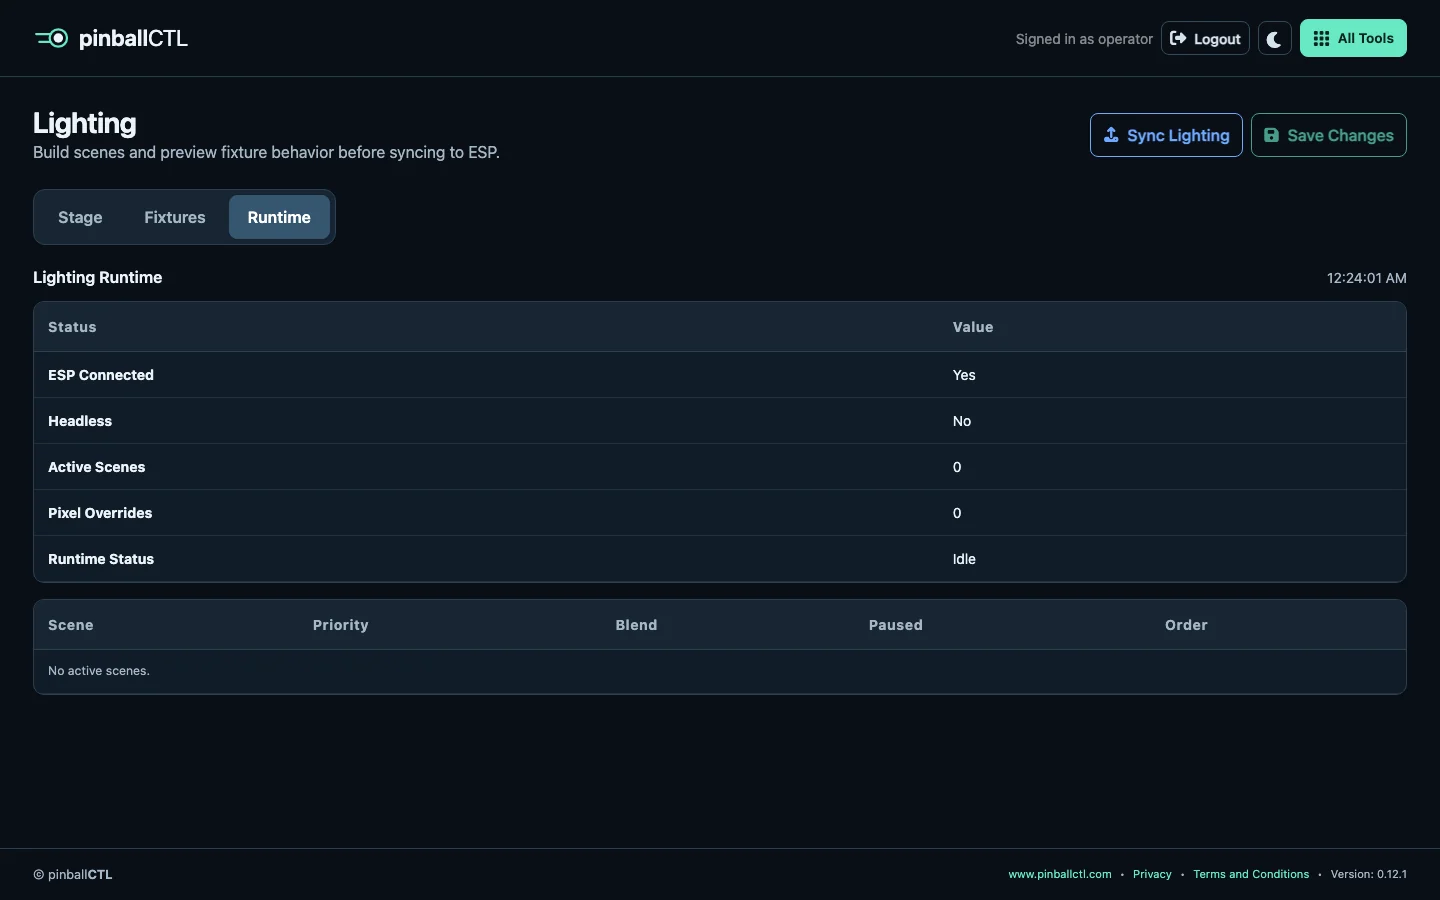 pinballCTL
Signed in as operator
Logout
All Tools
Lighting
Build scenes and preview fixture behavior before syncing to ESP.
Sync Lighting
Save Changes
Stage
Fixtures
Runtime
Lighting Runtime
12:24:01 AM
Status Value
ESP Connected Yes
Headless No
Active Scenes 0
Pixel Overrides 0
Runtime Status Idle
Scene Priority Blend Paused Order
No active scenes.
© pinballCTL
www.pinballctl.com • Privacy • Terms and Conditions • Version: 0.12.1